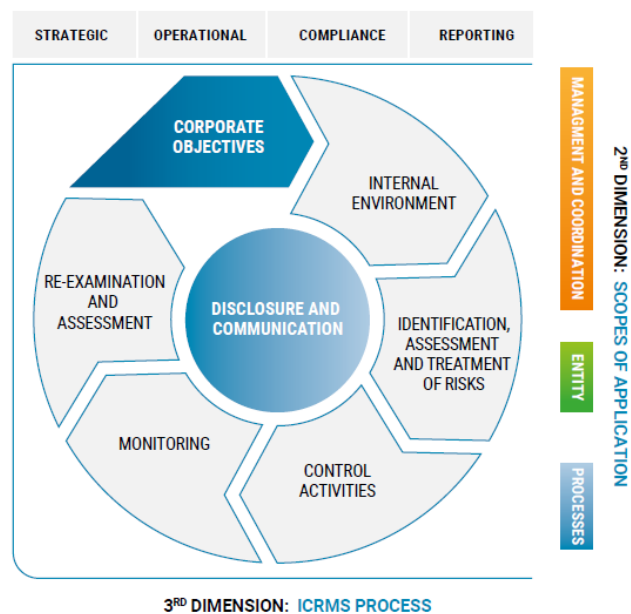 STRATEGIC
OPERATIONAL
COMPLIANCE
REPORTING
CORPORATE
OBJECTIVES
INTERNAL
ENVIRONMENT
IDENTIFICATION,
ASSESSMENT
AND TREATMENT
OF RISKS
CONTROL
ACTIVITIES
MONITORING
RE-EXAMINATION
AND
ASSESSMENT
DISCLOSURE AND
COMMUNICATION
MANAGMENT AND COORDINATION
ENTITY
PROCESSES
2ND DIMENSION: SCOPES OF APPLICATION
3RD DIMENSION: ICRMS PROCESS